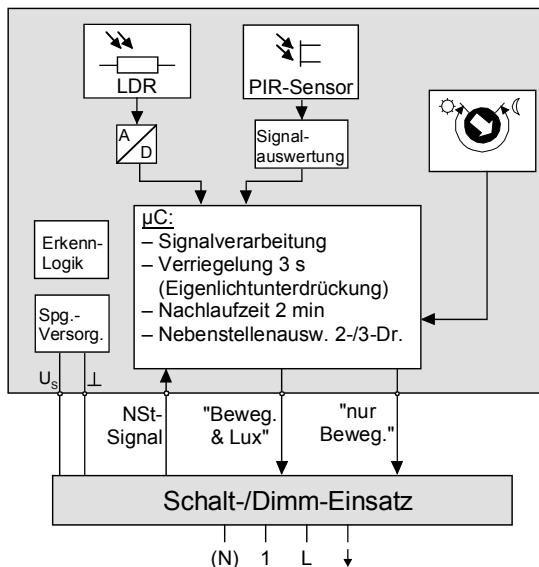 LDR
PIR-Sensor
A
D
Signal-
auswertung
Erkenn-
Logik
Spg.-
Versorg.
µC:
– Signalverarbeitung
– Verriegelung 3 s
(Eigenlichtunterdrückung)
– Nachlaufzeit 2 min
– Nebenstellenausw. 2-/3-Dr.
US
⊥
NSt-
Signal
"Beweg.
& Lux"
"nur
Beweg."
Schalt-/Dimm-Einsatz
(N) 1 L